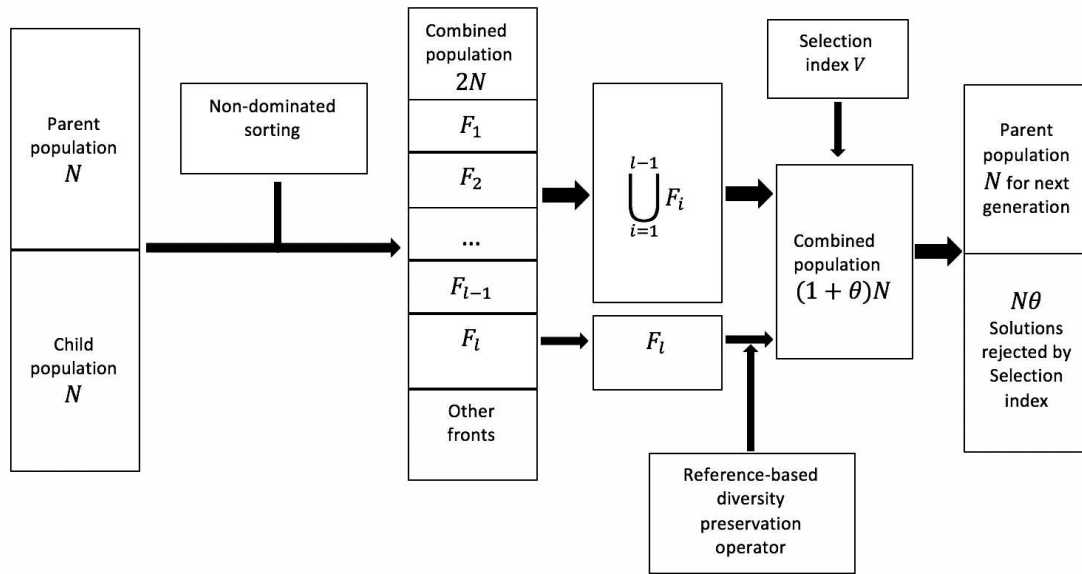 Parent
population
N
Child
population
N
Non-dominated
sorting
Combined
population
2N
F₁
F₂
...
Fₗ₋₁
Fₗ
Other
fronts
l−1
⋃ Fᵢ
i=1
Fₗ
Reference-based
diversity
preservation
operator
Selection
index V
Combined
population
(1 + θ)N
Parent
population
N for next
generation
Nθ
Solutions
rejected by
Selection
index